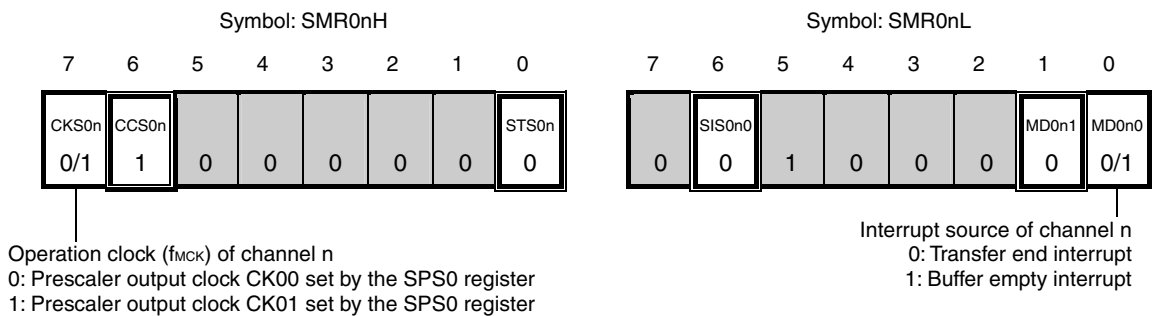 Symbol: SMR0nH
7 6 5 4 3 2 1 0
CKS0n CCS0n STS0n
0/1 1 0 0 0 0 0 0
Operation clock (fMCK) of channel n
0: Prescaler output clock CK00 set by the SPS0 register
1: Prescaler output clock CK01 set by the SPS0 register
Symbol: SMR0nL
7 6 5 4 3 2 1 0
SIS0n0 MD0n1 MD0n0
0 0 1 0 0 0 0 0/1
Interrupt source of channel n
0: Transfer end interrupt
1: Buffer empty interrupt